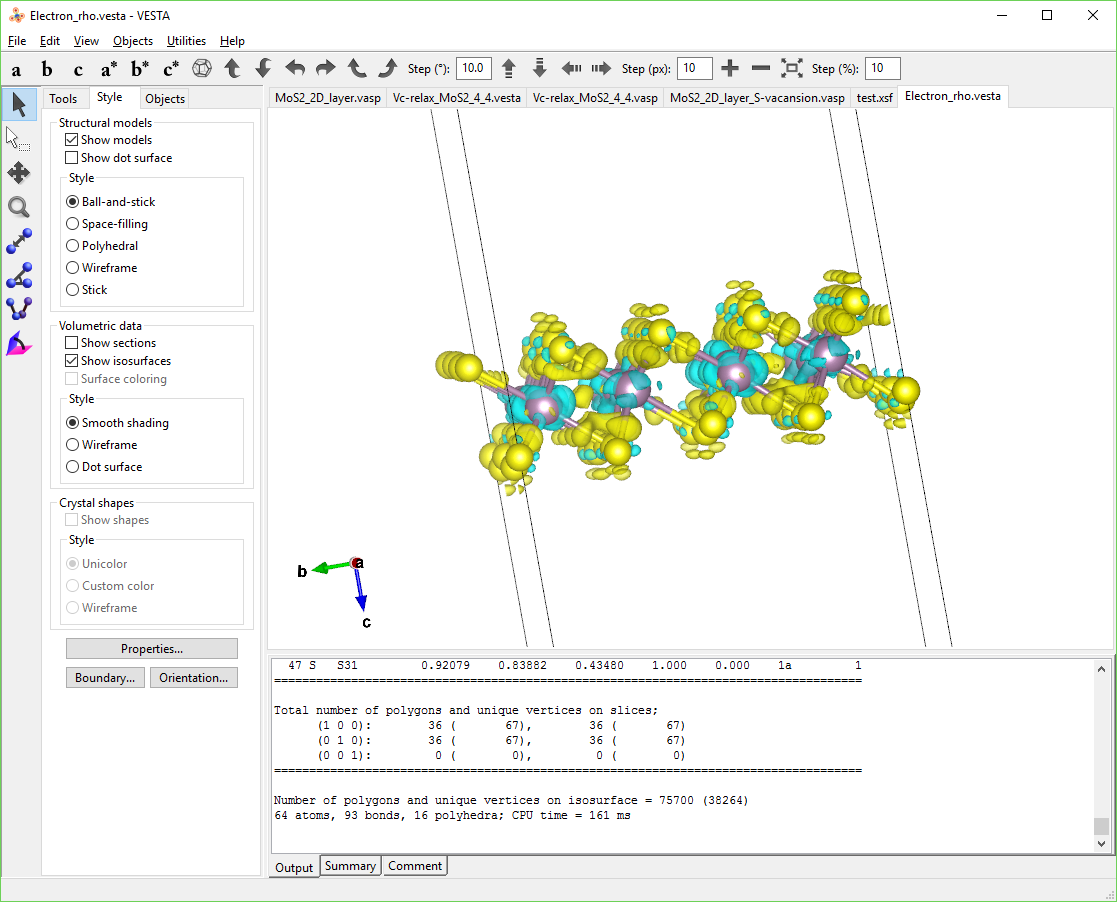 Electron_rho.vesta - VESTA
File Edit View Objects Utilities Help
a b c a* b* c* Step (°): 10.0 Step (px): 10 Step (%): 10
Tools Style Objects
MoS2_2D_layer.vasp Vc-relax_MoS2_4_4.vesta Vc-relax_MoS2_4_4.vasp MoS2_2D_layer_S-vacansion.vasp test.xsf Electron_rho.vesta
Structural models
Show models
Show dot surface
Style
Ball-and-stick
Space-filling
Polyhedral
Wireframe
Stick
Volumetric data
Show sections
Show isosurfaces
Surface coloring
Style
Smooth shading
Wireframe
Dot surface
Crystal shapes
Show shapes
Style
Unicolor
Custom color
Wireframe
Properties...
Boundary... Orientation...
a
b
c
47 S S31 0.92079 0.83882 0.43480 1.000 0.000 1a 1
Total number of polygons and unique vertices on slices;
(1 0 0): 36 ( 67), 36 ( 67)
(0 1 0): 36 ( 67), 36 ( 67)
(0 0 1): 0 ( 0), 0 ( 0)
Number of polygons and unique vertices on isosurface = 75700 (38264)
64 atoms, 93 bonds, 16 polyhedra; CPU time = 161 ms
Output Summary Comment